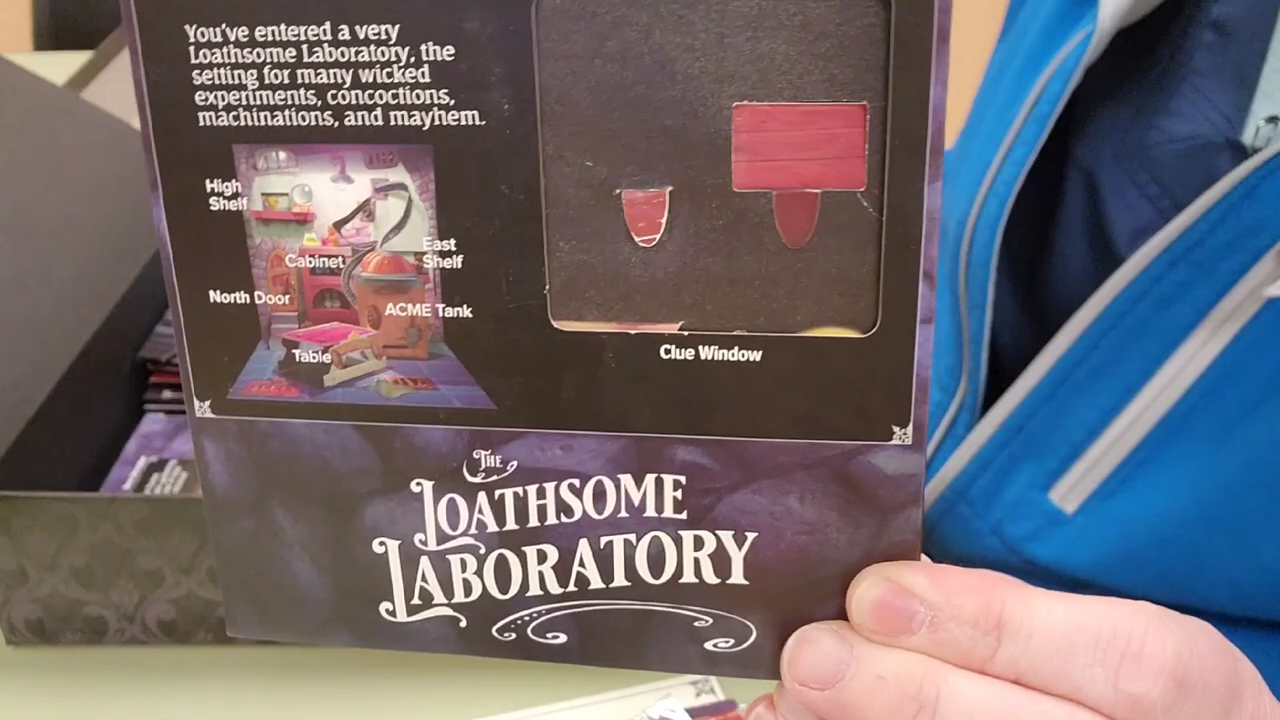 You've entered a very
Loathsome Laboratory, the
setting for many wicked
experiments, concoctions,
machinations, and mayhem.
High
Shelf
Cabinet
East
Shelf
North Door
ACME Tank
Table
Clue Window
THE
LOATHSOME
LABORATORY